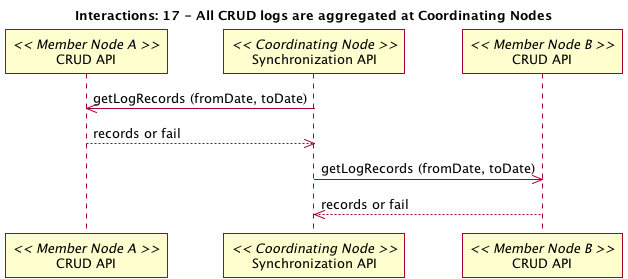 Interactions: 17 – All CRUD logs are aggregated at Coordinating Nodes
<< Member Node A >>
CRUD API
<< Coordinating Node >>
Synchronization API
<< Member Node B >>
CRUD API
getLogRecords (fromDate, toDate)
records or fail
getLogRecords (fromDate, toDate)
records or fail
<< Member Node A >>
CRUD API
<< Coordinating Node >>
Synchronization API
<< Member Node B >>
CRUD API